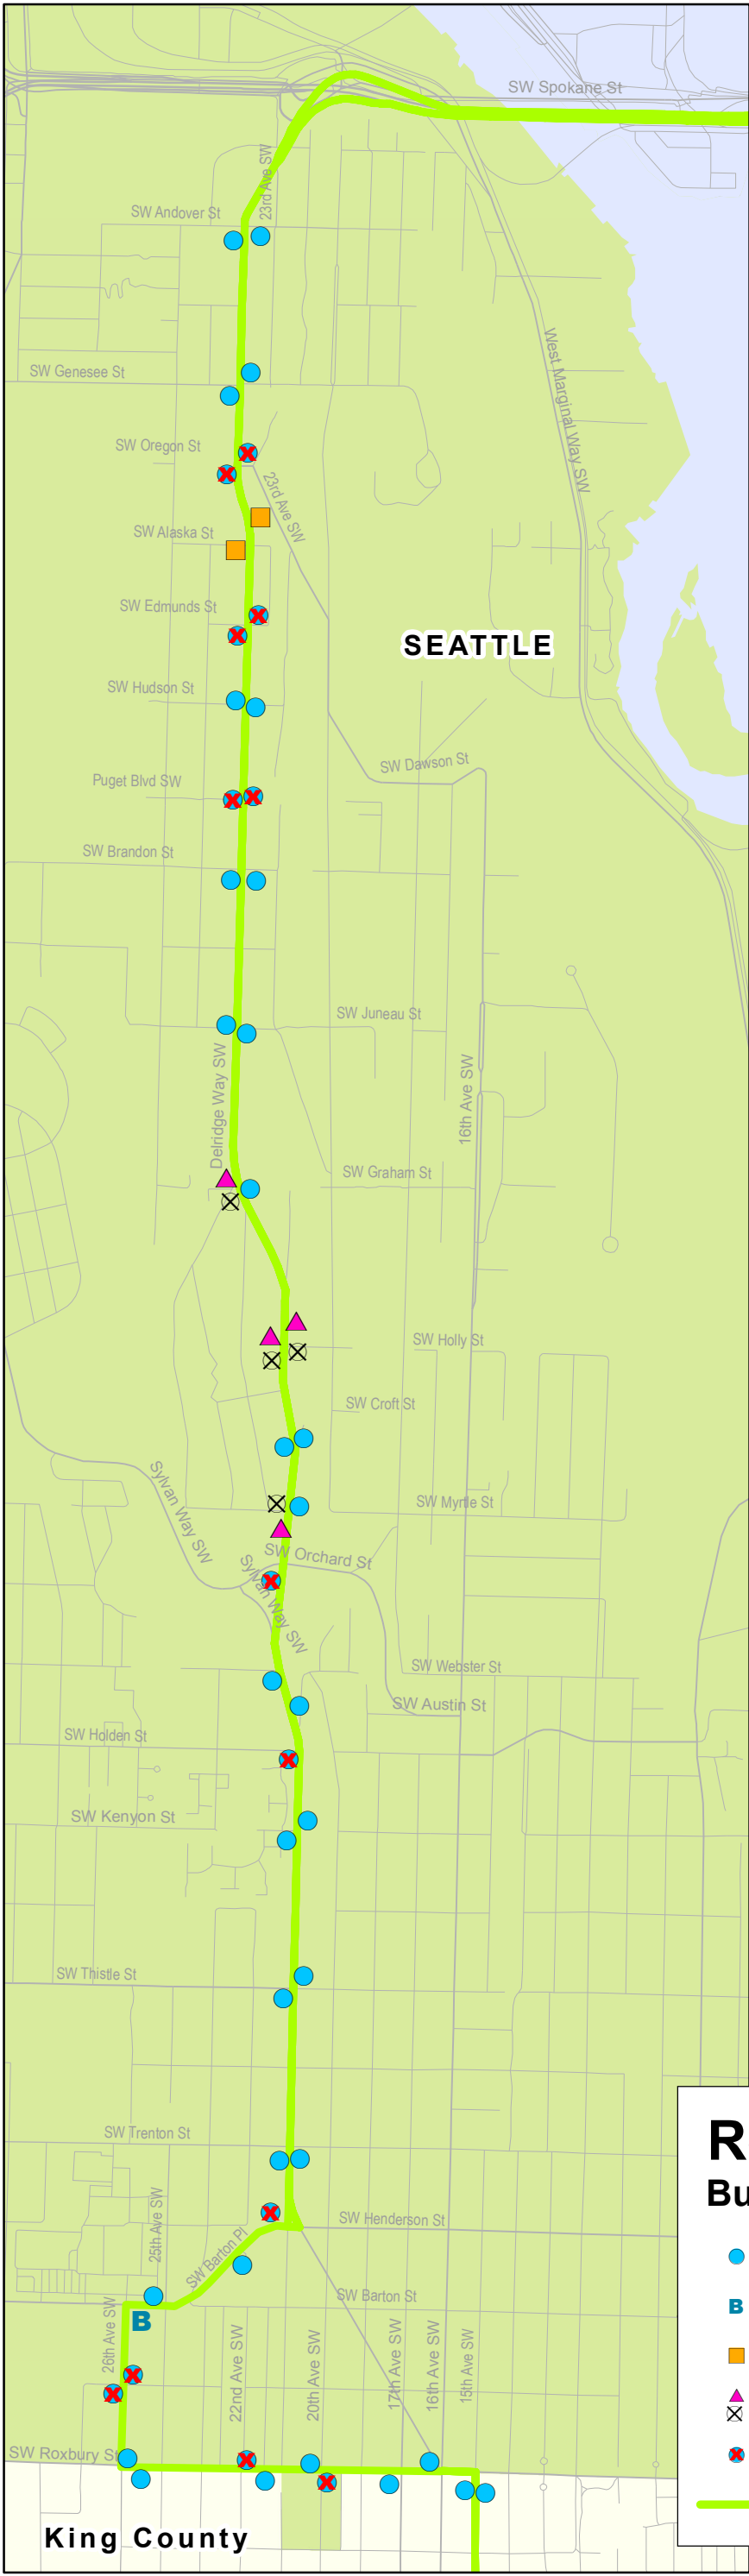 SW Spokane St
23rd Ave SW
SW Andover St
West Marginal Way SW
SW Genesee St
SW Oregon St
23rd Ave SW
SW Alaska St
SW Edmunds St
SEATTLE
SW Hudson St
SW Dawson St
Puget Blvd SW
SW Brandon St
SW Juneau St
Delridge Way SW
16th Ave SW
SW Graham St
SW Holly St
SW Croft St
Sylvan Way SW
SW Myrtle St
SW Orchard St
Sylvan Way SW
SW Webster St
SW Austin St
SW Holden St
SW Kenyon St
SW Thistle St
SW Trenton St
R
Bu
25th Ave SW
SW Barton Pl
SW Henderson St
SW Barton St
B
B
26th Ave SW
22nd Ave SW
20th Ave SW
17th Ave SW
16th Ave SW
15th Ave SW
SW Roxbury St
King County